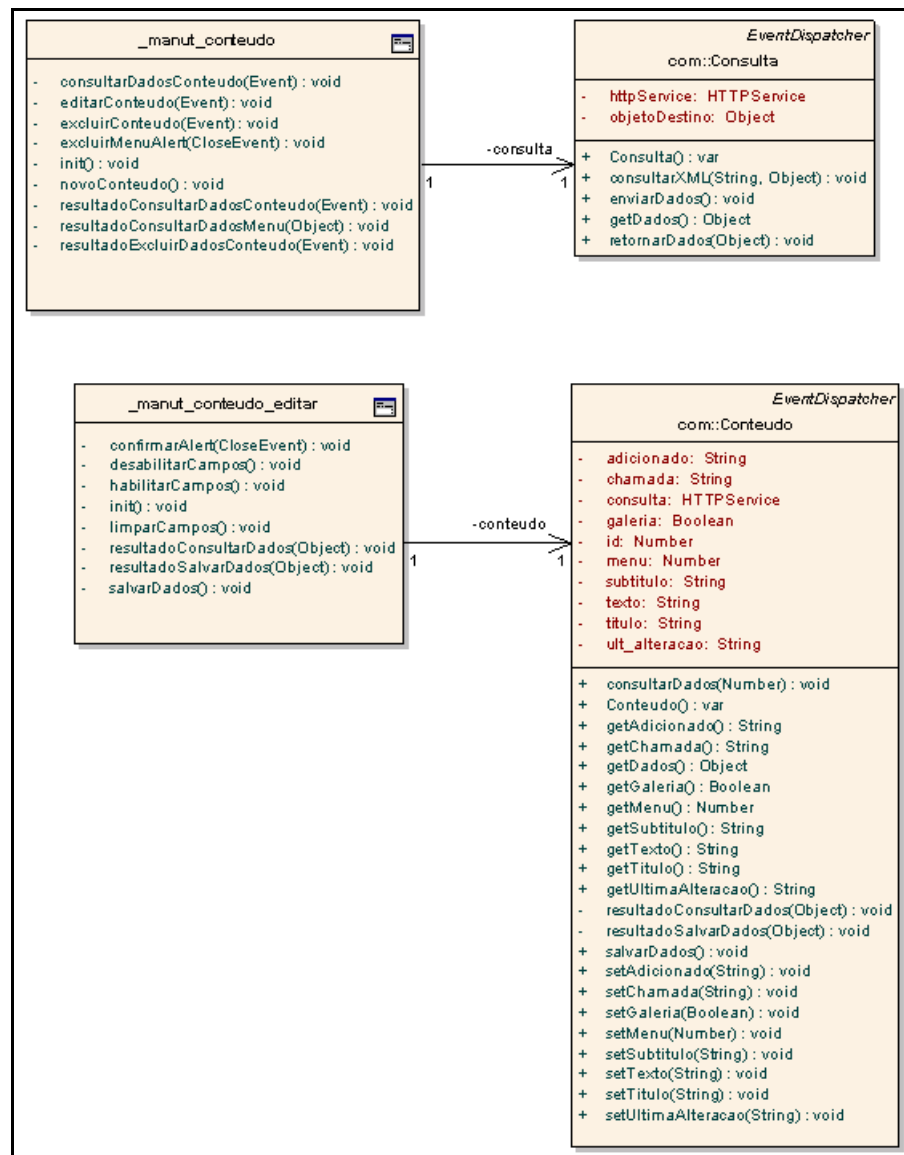 _manut_conteudo
- consultarDadosConteudo(Event) : void
- editarConteudo(Event) : void
- excluirConteudo(Event) : void
- excluirMenuAlert(CloseEvent) : void
- init() : void
- novoConteudo() : void
- resultadoConsultarDadosConteudo(Event) : void
- resultadoConsultarDadosMenu(Object) : void
- resultadoExcluirDadosConteudo(Event) : void
-consulta
1
1
EventDispatcher
com::Consulta
- httpService: HTTPService
- objetoDestino: Object
+ Consulta() : var
+ consultarXML(String, Object) : void
+ enviarDados() : void
+ getDados() : Object
+ retornarDados(Object) : void
_manut_conteudo_editar
- confirmarAlert(CloseEvent) : void
- desabilitarCampos() : void
- habilitarCampos() : void
- init() : void
- limparCampos() : void
- resultadoConsultarDados(Object) : void
- resultadoSalvarDados(Object) : void
- salvarDados() : void
-conteudo
1
1
EventDispatcher
com::Conteudo
- adicionado: String
- chamada: String
- consulta: HTTPService
- galeria: Boolean
- id: Number
- menu: Number
- subtitulo: String
- texto: String
- titulo: String
- ult_alteracao: String
+ consultarDados(Number) : void
+ Conteudo() : var
+ getAdicionado() : String
+ getChamada() : String
+ getDados() : Object
+ getGaleria() : Boolean
+ getMenu() : Number
+ getSubtitulo() : String
+ getTexto() : String
+ getTitulo() : String
+ getUltimaAlteracao() : String
- resultadoConsultarDados(Object) : void
- resultadoSalvarDados(Object) : void
+ salvarDados() : void
+ setAdicionado(String) : void
+ setChamada(String) : void
+ setGaleria(Boolean) : void
+ setMenu(Number) : void
+ setSubtitulo(String) : void
+ setTexto(String) : void
+ setTitulo(String) : void
+ setUltimaAlteracao(String) : void